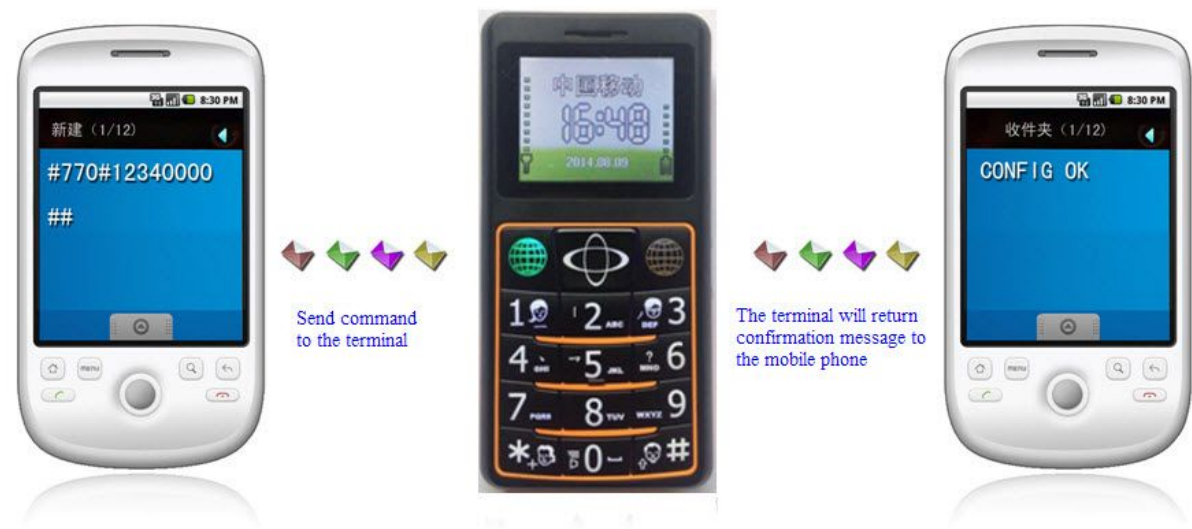 8:30 PM
新建（1/12）
#770#12340000
##
menu
Send command
to the terminal
中国移动
16:48
2014.08.09
1
2 ABC
DEF 3
4 GHI
5 JKL
MNO 6
7 PQRS
8 TUV
WXYZ 9
*+
0
#
The terminal will return
confirmation message to
the mobile phone
8:30 PM
收件夹（1/12）
CONFIG OK
menu